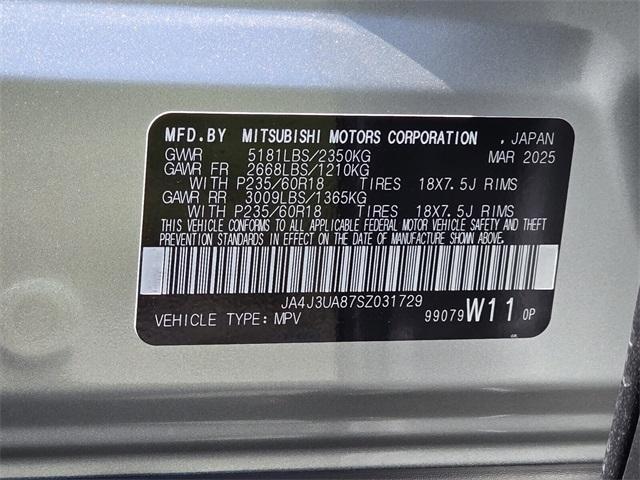 MFD.BY MITSUBISHI MOTORS CORPORATION , JAPAN
GVWR 5181LBS/2350KG MAR 2025
GAWR FR 2668LBS/1210KG
WITH P235/60R18 TIRES 18X7.5J RIMS
GAWR RR 3009LBS/1365KG
WITH P235/60R18 TIRES 18X7.5J RIMS
THIS VEHICLE CONFORMS TO ALL APPLICABLE FEDERAL MOTOR VEHICLE SAFETY AND THEFT
PREVENTION STANDARDS IN EFFECT ON THE DATE OF MANUFACTURE SHOWN ABOVE.
JA4J3UA87SZ031729
VEHICLE TYPE:MPV 99079 W11 0P